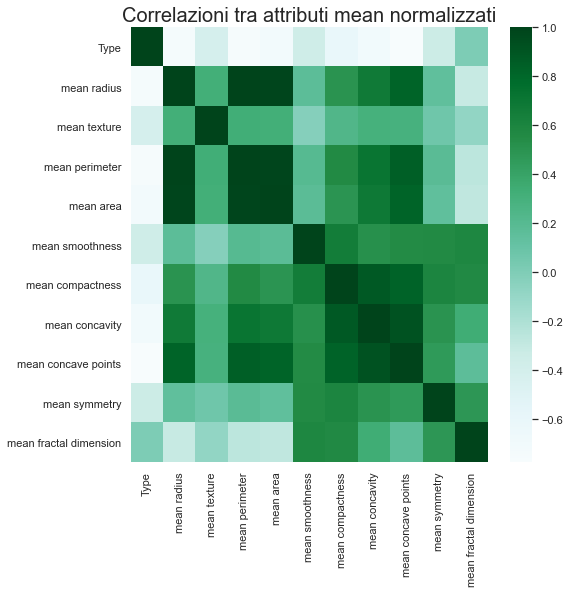 Correlazioni tra attributi mean normalizzati
Type
mean radius
mean texture
mean perimeter
mean area
mean smoothness
mean compactness
mean concavity
mean concave points
mean symmetry
mean fractal dimension
Type
mean radius
mean texture
mean perimeter
mean area
mean smoothness
mean compactness
mean concavity
mean concave points
mean symmetry
mean fractal dimension
1.0
0.8
0.6
0.4
0.2
0.0
−0.2
−0.4
−0.6